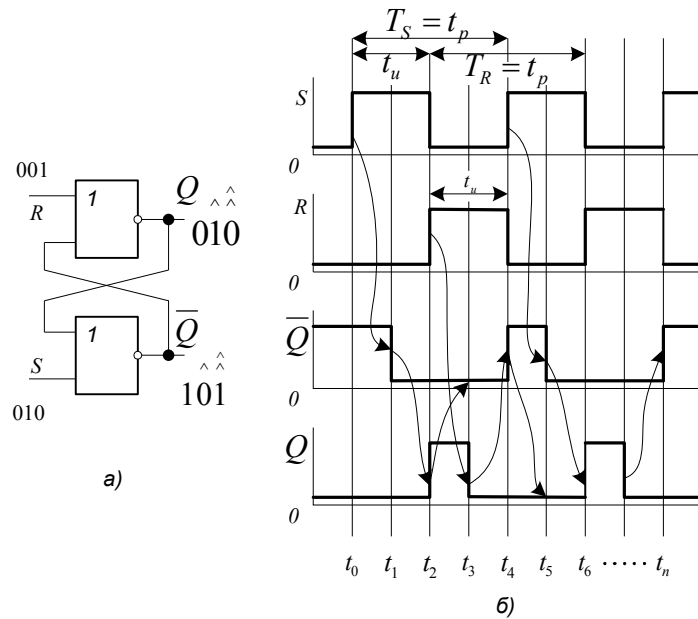 T_S = t_p
t_u
T_R = t_p
S
0
001
R
1
Q
^ ^ ^
010
1
Q̅
^ ^ ^
101
S
010
а)
t_u
R
0
Q̅
0
Q
0
t_0 t_1 t_2 t_3 t_4 t_5 t_6 ····· t_n
б)